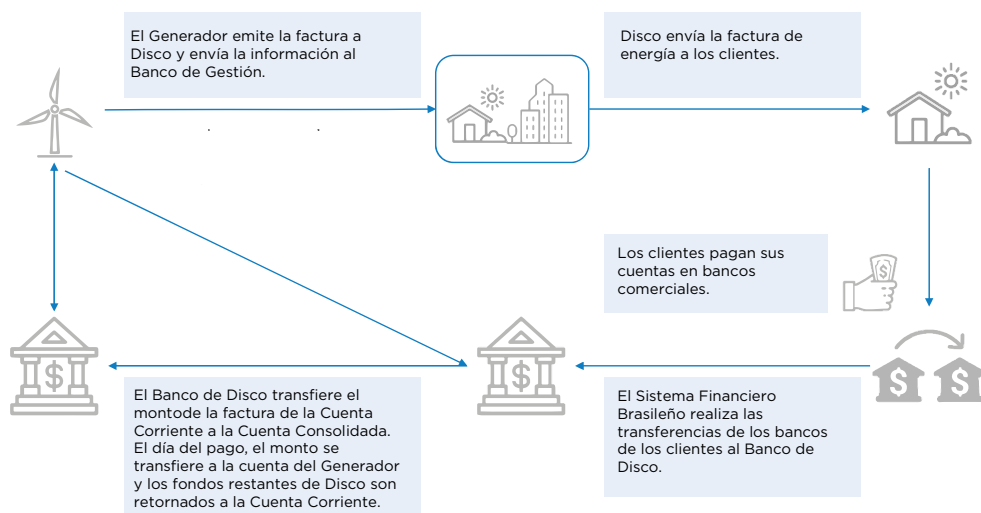 El Generador emite la factura a
Disco y envía la información al
Banco de Gestión.
Disco envía la factura de
energía a los clientes.
Los clientes pagan sus
cuentas en bancos
comerciales.
El Banco de Disco transfiere el
montode la factura de la Cuenta
Corriente a la Cuenta Consolidada.
El día del pago, el monto se
transfiere a la cuenta del Generador
y los fondos restantes de Disco son
retornados a la Cuenta Corriente.
El Sistema Financiero
Brasileño realiza las
transferencias de los bancos
de los clientes al Banco de
Disco.